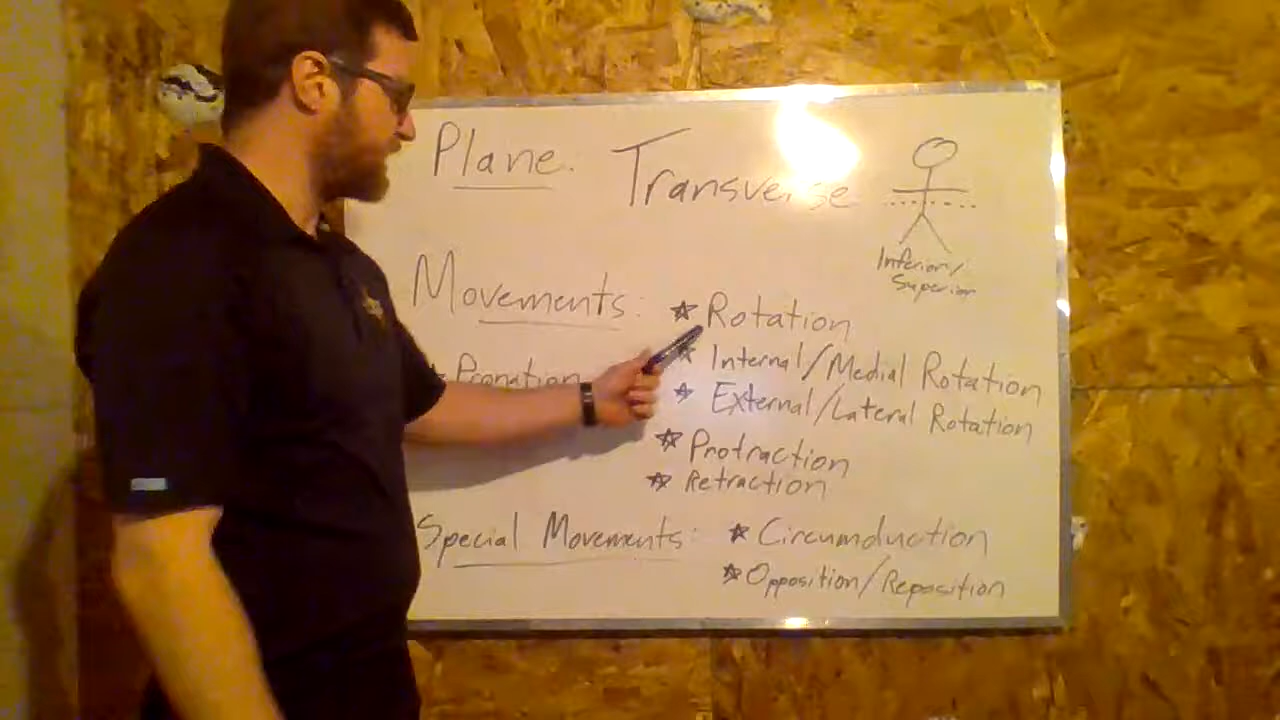 Plane: Transverse
Inferior/
Superior
Movements: * Rotation
* Pronation
* Internal/Medial Rotation
* External/Lateral Rotation
* Protraction
* Retraction
Special Movements: * Circumduction
* Opposition/Reposition